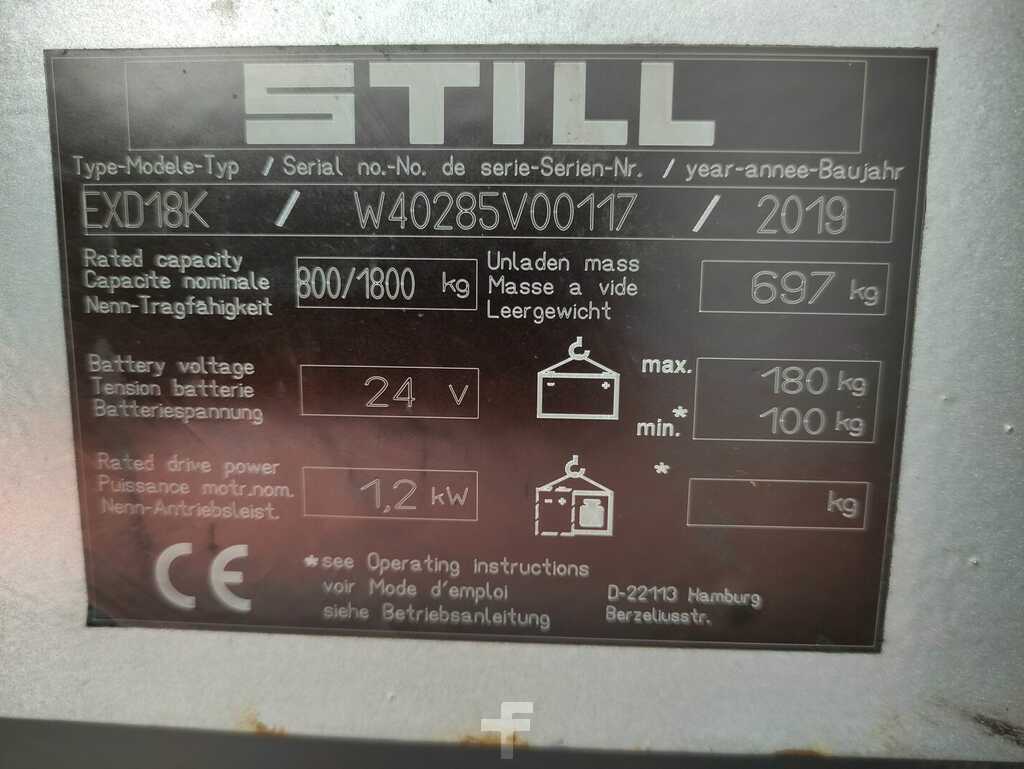 STILL
Type-Modele-Typ / Serial no.-No. de serie-Serien-Nr. / year-annee-Baujahr
EXD18K / W40285V00117 / 2019
Rated capacity
Capacite nominale
Nenn-Tragfähigkeit
800/1800 kg
Unladen mass
Masse a vide
Leergewicht
697 kg
Battery voltage
Tension batterie
Batteriespannung
24 V
- +
max. 180 kg
*
min. 100 kg
Rated drive power
Puissance motr.nom.
Nenn-Antriebsleist.
1,2 kW
- +
* kg
CE
*see Operating instructions
voir Mode d'emploi
siehe Betriebsanleitung
D-22113 Hamburg
Berzeliusstr.